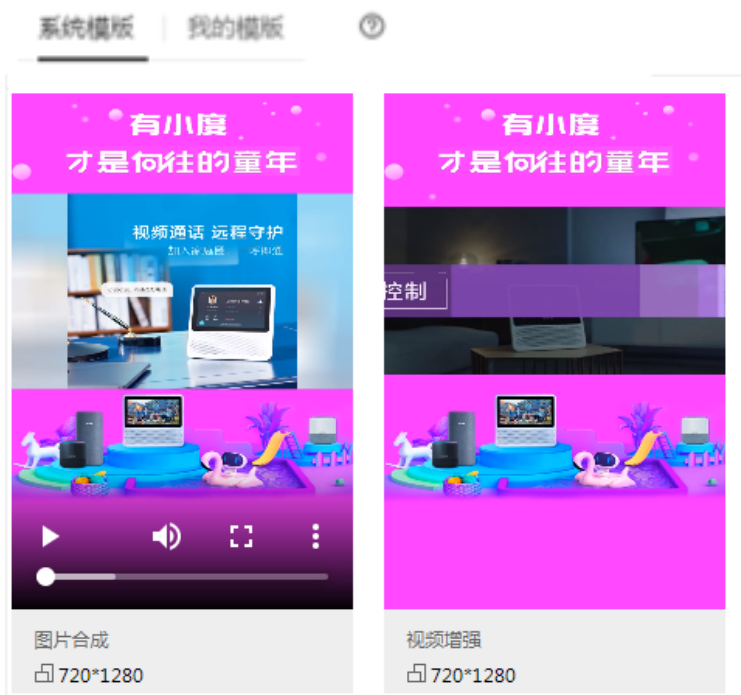 系统模版
我的模版
有小度
才是向往的童年
视频通话 远程守护
图片合成
720*1280
有小度
才是向往的童年
控制
视频增强
720*1280